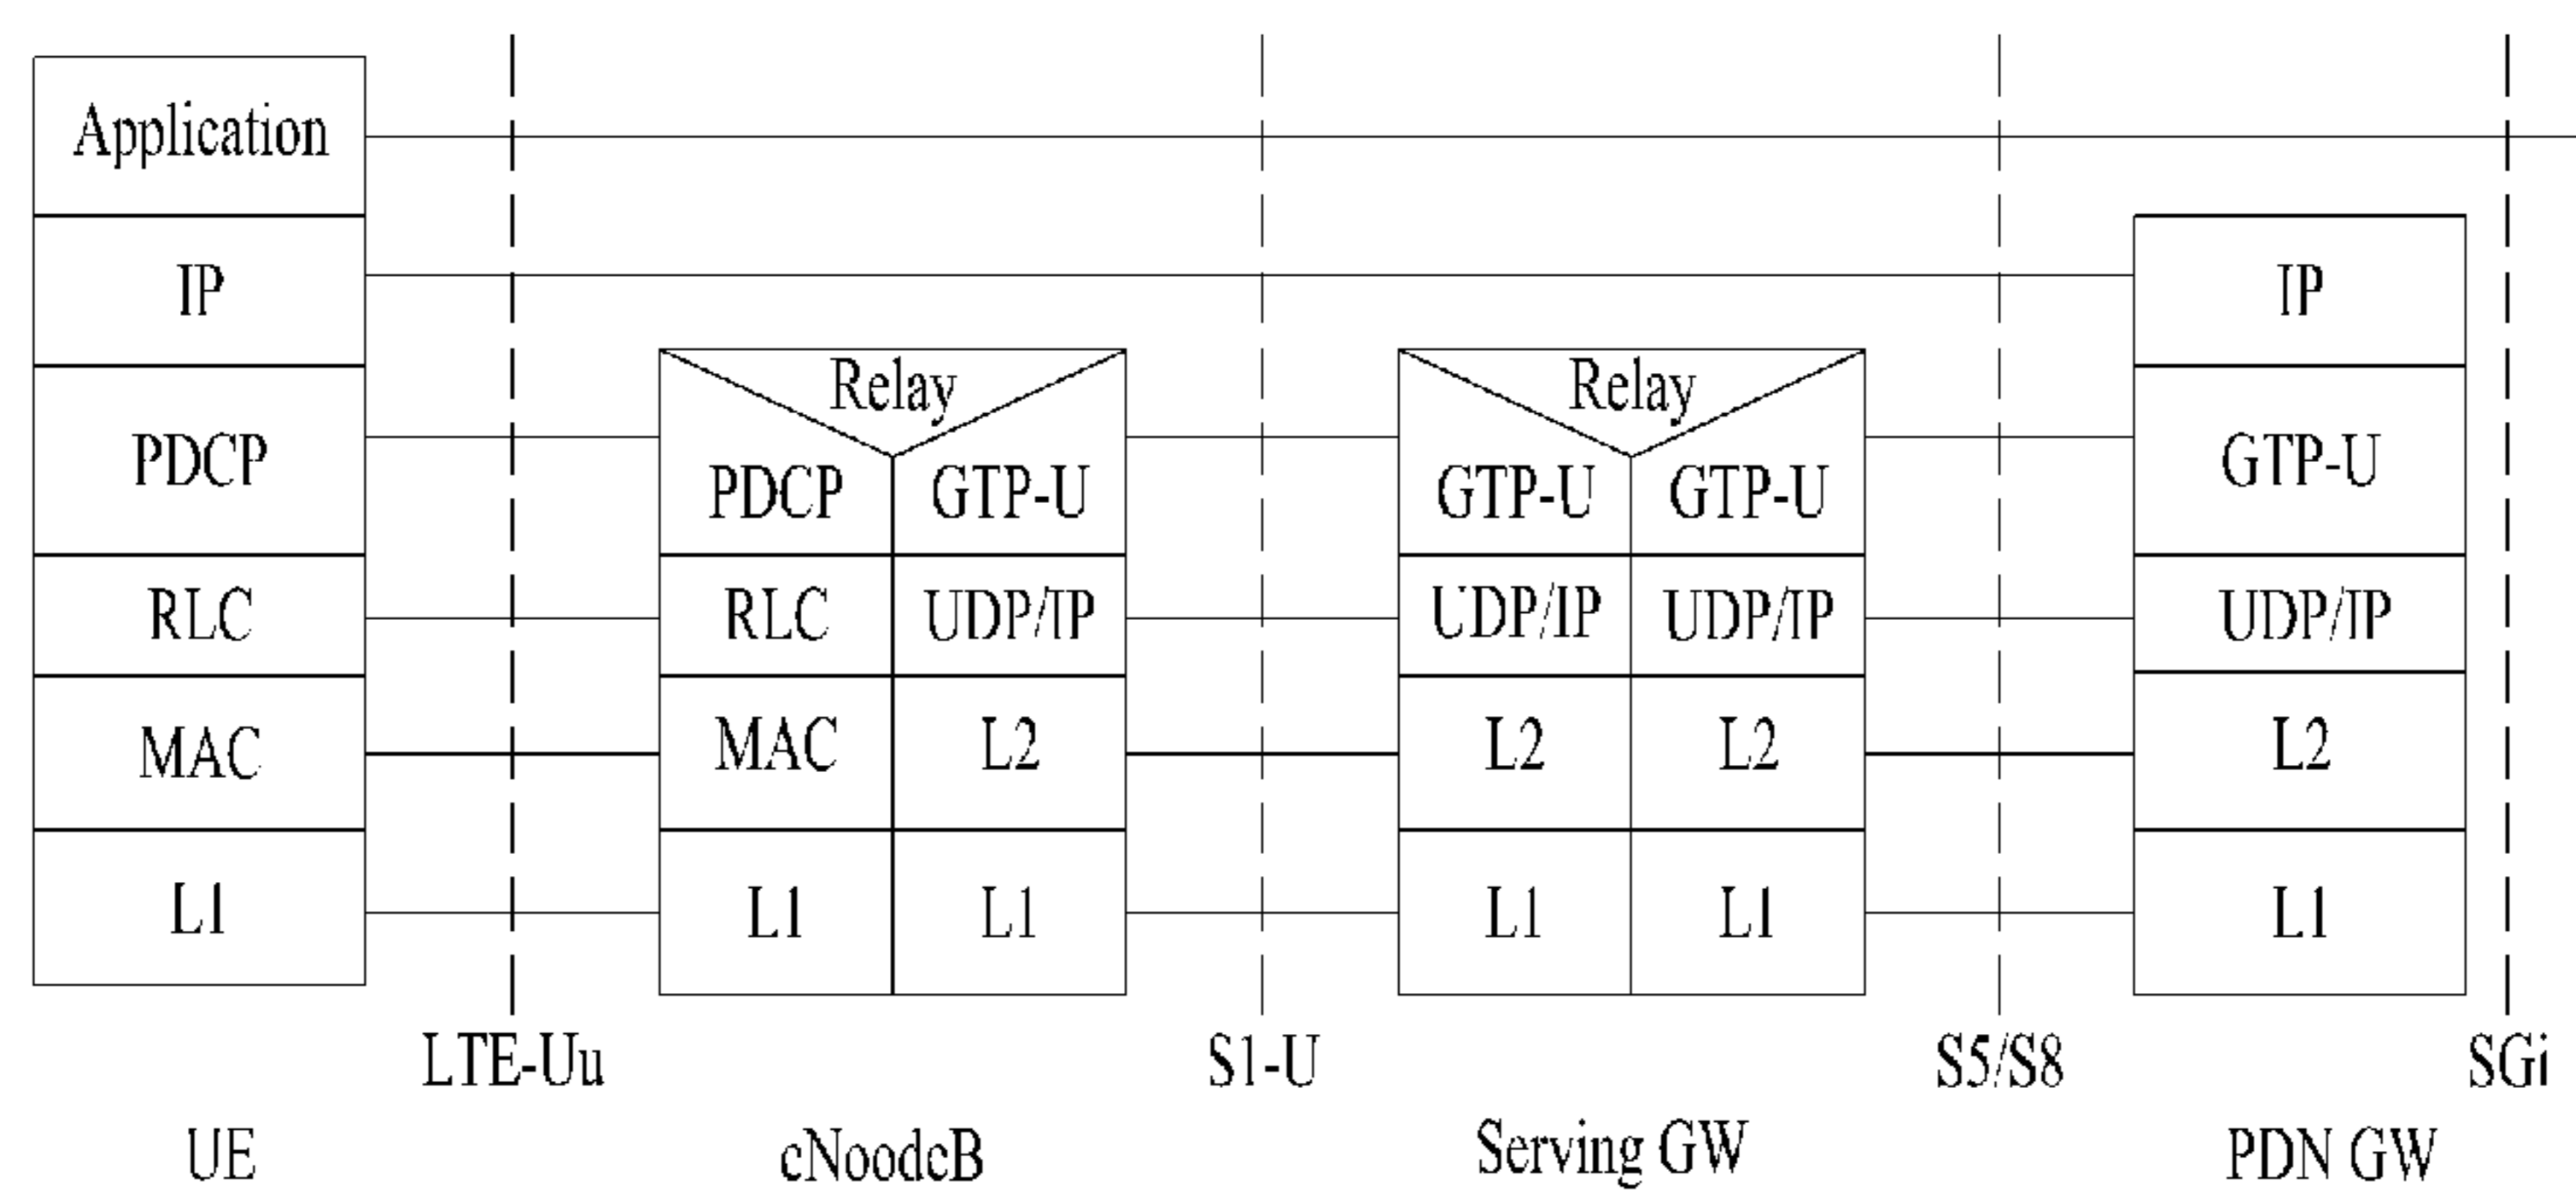 Application
IP
IP
Relay
Relay
PDCP
PDCP
GTP-U
GTP-U
GTP-U
GTP-U
RLC
RLC
UDP/IP
UDP/IP
UDP/IP
UDP/IP
MAC
MAC
L2
L2
L2
L2
L1
L1
L1
L1
L1
L1
LTE-Uu
S1-U
S5/S8
SGi
UE
eNoodeB
Serving GW
PDN GW